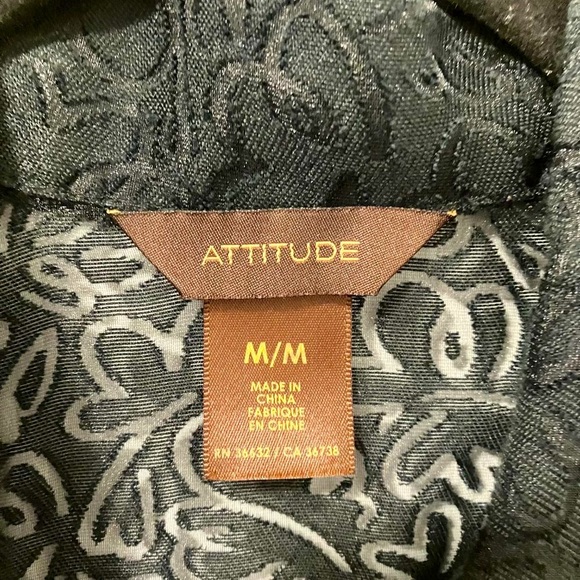 ATTITUDE
M/M
MADE IN
CHINA
FABRIQUE
EN CHINE
RN 36632 / CA 36738